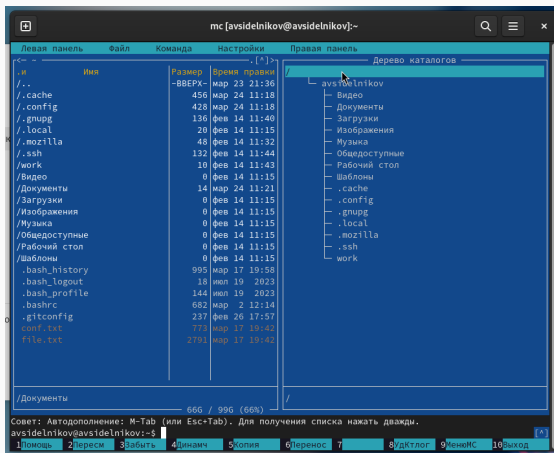 mc [avsidelnikov@avsidelnikov]:~
Левая панель Файл Команда Настройки Правая панель
<— .[^]>
.и Имя Размер Время правки
/.. -ВВЕРХ- мар 23 21:36
/.cache 456 мар 24 11:18
/.config 428 мар 24 11:18
/.gnupg 136 фев 14 11:40
/.local 20 фев 14 11:15
/.mozilla 48 фев 14 11:32
/.ssh 132 фев 14 11:44
/work 10 фев 14 11:43
/Видео 0 фев 14 11:15
/Документы 14 мар 24 11:21
/Загрузки 0 фев 14 11:15
/Изображения 0 фев 14 11:15
/Музыка 0 фев 14 11:15
/Общедоступные 0 фев 14 11:15
/Рабочий стол 0 фев 14 11:15
/Шаблоны 0 фев 14 11:15
.bash_history 995 мар 17 19:58
.bash_logout 18 июл 19 2023
.bash_profile 144 июл 19 2023
.bashrc 682 мар 2 12:14
.gitconfig 237 фев 26 17:57
conf.txt 773 мар 17 19:42
file.txt 2791 мар 17 19:42
/Документы
66G / 99G (66%)
Дерево каталогов
/
avsidelnikov
Видео
Документы
Загрузки
Изображения
Музыка
Общедоступные
Рабочий стол
Шаблоны
.cache
.config
.gnupg
.local
.mozilla
.ssh
work
/
Совет: Автодополнение: M-Tab (или Esc+Tab). Для получения списка нажать дважды.
avsidelnikov@avsidelnikov:~$ [^]
1Помощь 2Пересм 3Забыть 4Динамч 5Копия 6Перенос 7 8УдКтлог 9МенюMC 10Выход